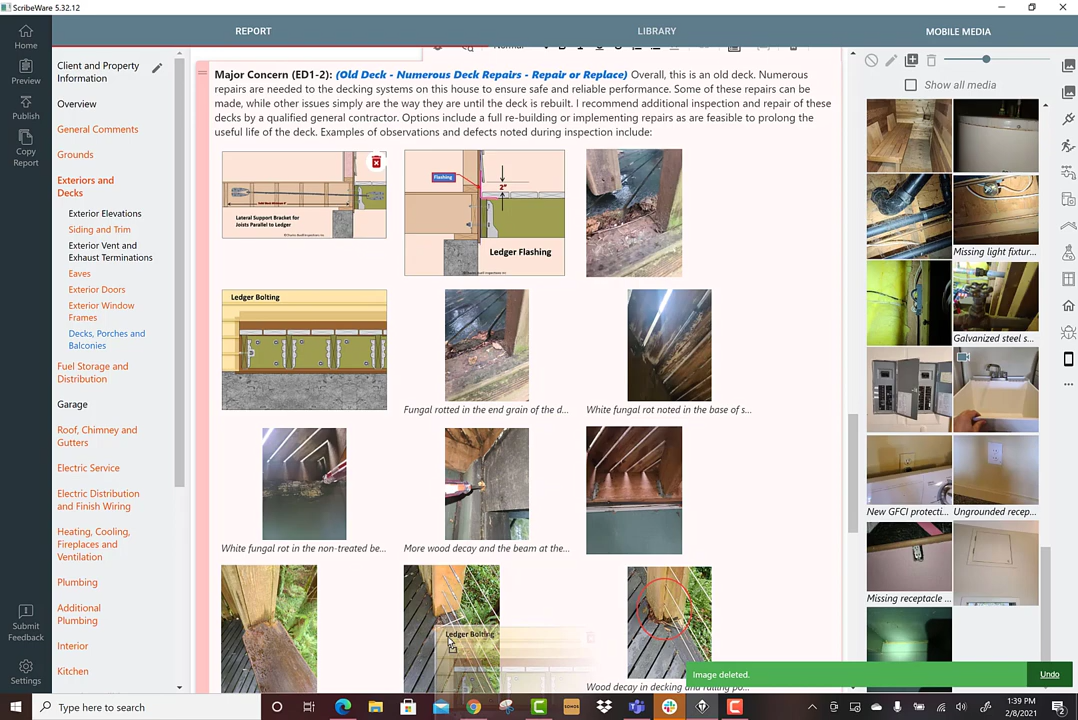 ScribeWare 5.32.12
REPORT
LIBRARY
MOBILE MEDIA
Home
Preview
Publish
Copy
Report
Submit
Feedback
Settings
Client and Property
Information
Overview
General Comments
Grounds
Exteriors and
Decks
Exterior Elevations
Siding and Trim
Exterior Vent and
Exhaust Terminations
Eaves
Exterior Doors
Exterior Window
Frames
Decks, Porches and
Balconies
Fuel Storage and
Distribution
Garage
Roof, Chimney and
Gutters
Electric Service
Electric Distribution
and Finish Wiring
Heating, Cooling,
Fireplaces and
Ventilation
Plumbing
Additional
Plumbing
Interior
Kitchen
Normal
Major Concern (ED1-2): (Old Deck - Numerous Deck Repairs - Repair or Replace) Overall, this is an old deck. Numerous
repairs are needed to the decking systems on this house to ensure safe and reliable performance. Some of these repairs can be
made, while other issues simply are the way they are until the deck is rebuilt. I recommend additional inspection and repair of these
decks by a qualified general contractor. Options include a full re-building or implementing repairs as are feasible to prolong the
useful life of the deck. Examples of observations and defects noted during inspection include:
Lateral Support Bracket for
Joists Parallel to Ledger
Flashing
2"
Ledger Flashing
Ledger Bolting
Fungal rotted in the end grain of the d...
White fungal rot noted in the base of s...
White fungal rot in the non-treated be...
More wood decay and the beam at the...
Ledger Bolting
Wood decay in decking and railing po...
Show all media
Missing light fixtur...
Galvanized steel s...
New GFCI protecti...
Ungrounded recep...
Missing receptacle ...
Image deleted.
Undo
Type here to search
SONOS
1:39 PM
2/8/2021
2